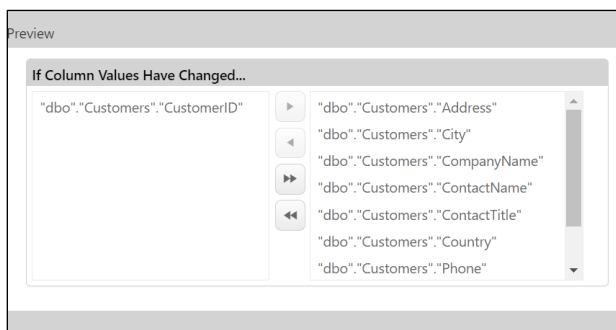 Preview
If Column Values Have Changed...
"dbo"."Customers"."CustomerID"
"dbo"."Customers"."Address"
"dbo"."Customers"."City"
"dbo"."Customers"."CompanyName"
"dbo"."Customers"."ContactName"
"dbo"."Customers"."ContactTitle"
"dbo"."Customers"."Country"
"dbo"."Customers"."Phone"